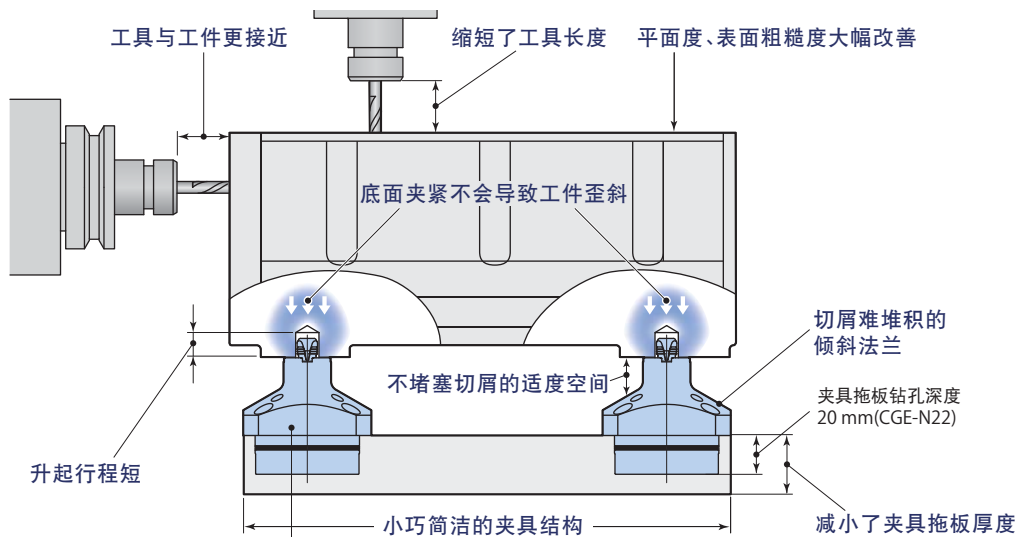 工具与工件更接近
缩短了工具长度
平面度、表面粗糙度大幅改善
底面夹紧不会导致工件歪斜
切屑难堆积的
倾斜法兰
不堵塞切屑的适度空间
夹具拖板钻孔深度
20 mm(CGE-N22)
升起行程短
小巧简洁的夹具结构
减小了夹具拖板厚度